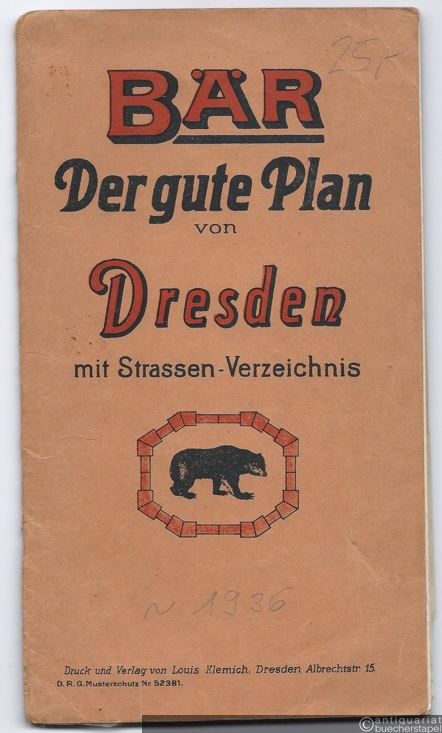 25,-
BÄR
Der gute Plan
von
Dresden
mit Strassen-Verzeichnis
~ 1936
Druck und Verlag von Louis Klemich, Dresden Albrechtstr. 15.
D. R. G. Musterschutz Nr. 52381.
antiquariat
buecherstapel